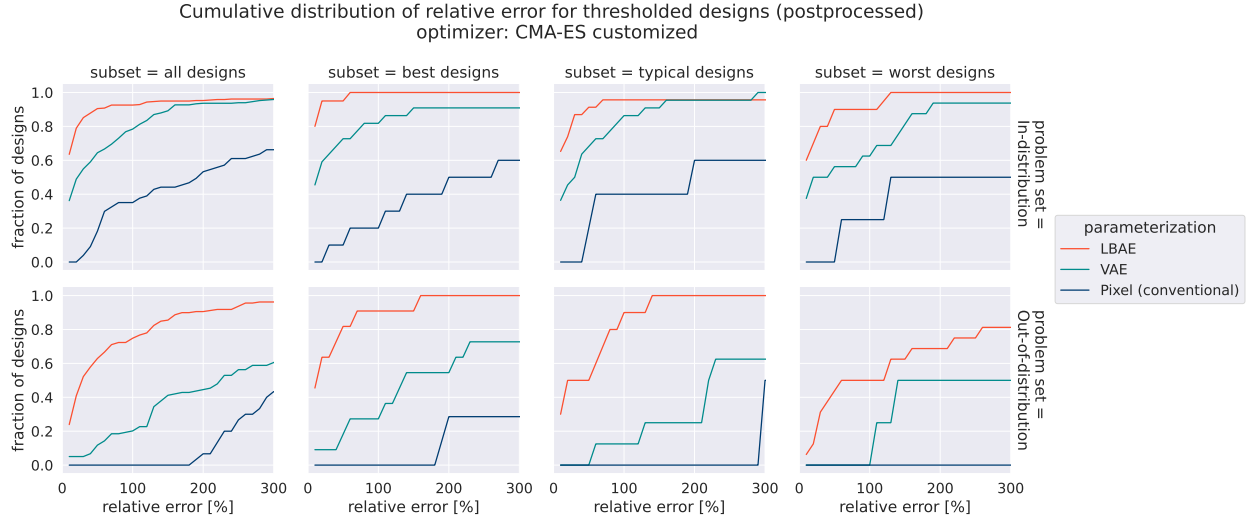 Cumulative distribution of relative error for thresholded designs (postprocessed)
optimizer: CMA-ES customized
subset = all designs
subset = best designs
subset = typical designs
subset = worst designs
fraction of designs
1.0
0.8
0.6
0.4
0.2
0.0
problem set =
In-distribution
parameterization
LBAE
VAE
Pixel (conventional)
fraction of designs
1.0
0.8
0.6
0.4
0.2
0.0
problem set =
Out-of-distribution
0 100 200 300
0 100 200 300
0 100 200 300
0 100 200 300
relative error [%]
relative error [%]
relative error [%]
relative error [%]